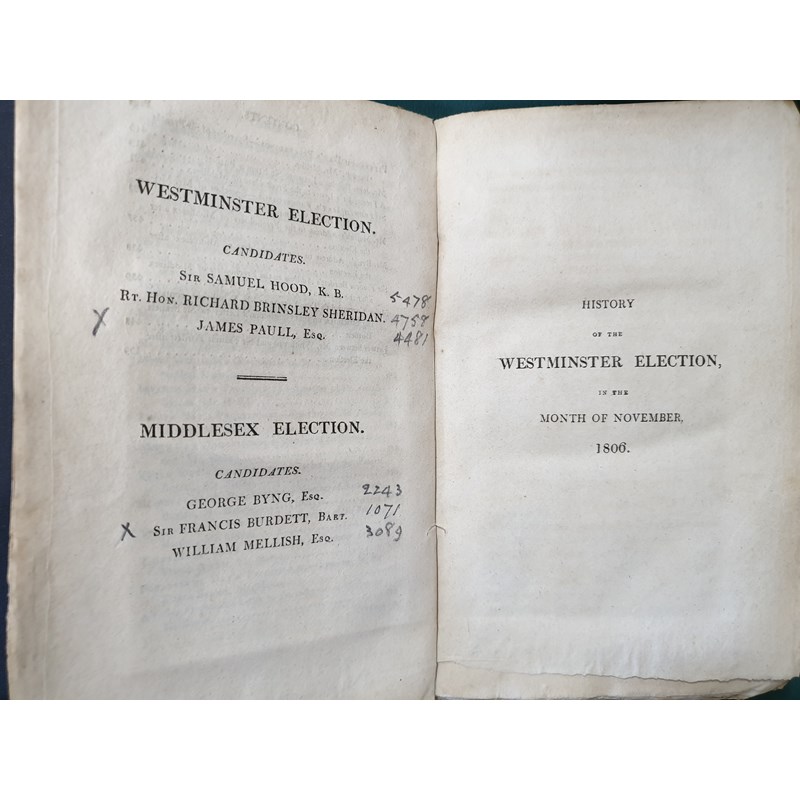 WESTMINSTER ELECTION.
CANDIDATES.
SIR SAMUEL HOOD, K. B. 5478
RT. HON. RICHARD BRINSLEY SHERIDAN. 4758
X JAMES PAULL, ESQ. 4481
MIDDLESEX ELECTION.
CANDIDATES.
GEORGE BYNG, ESQ. 2243
X SIR FRANCIS BURDETT, BART. 1071
WILLIAM MELLISH, ESQ. 3089
HISTORY
OF THE
WESTMINSTER ELECTION,
IN THE
MONTH OF NOVEMBER,
1806.